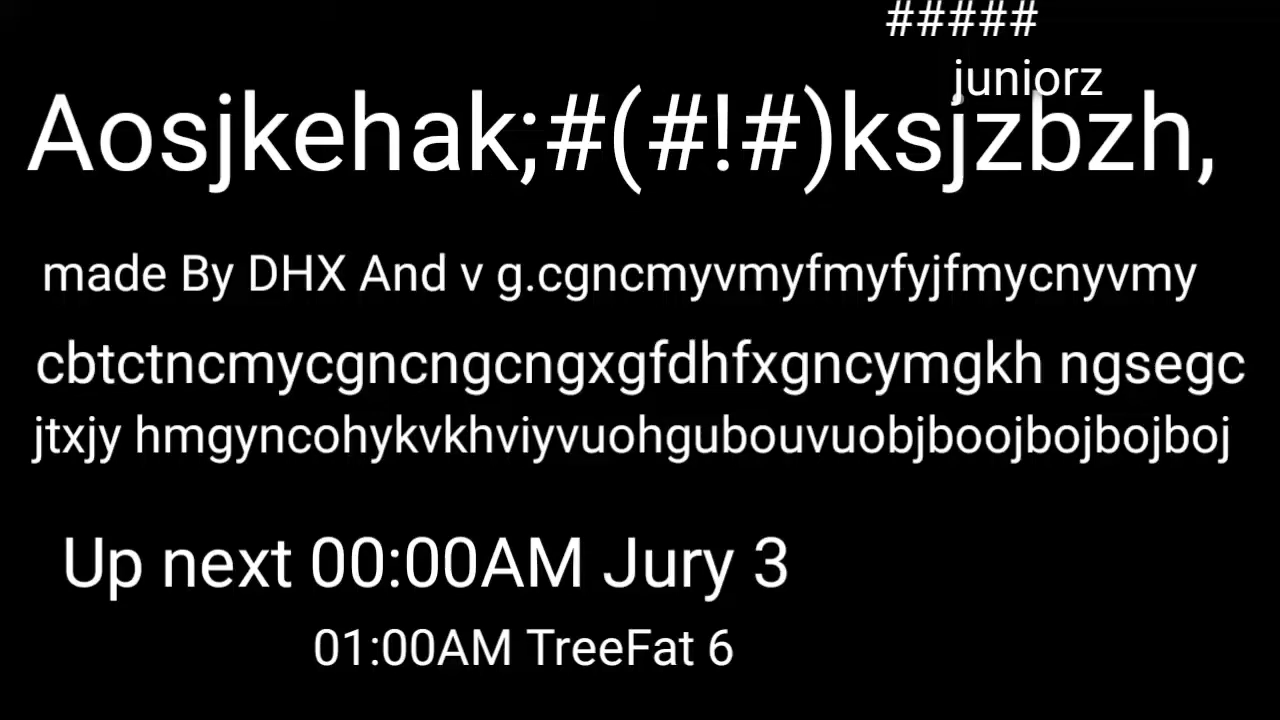 #####
juniorz
Aosjkehak;#(#!#)ksjzbzh,
made By DHX And v g.cgncmyvmyfmyfyjfmycnyvmy
cbtctncmycgncngcngxgfdhfxgncymgkh ngsegc
jtxjy hmgyncohykvkhviyvuohgubouvuobjboojbojbojboj
Up next 00:00AM Jury 3
01:00AM TreeFat 6